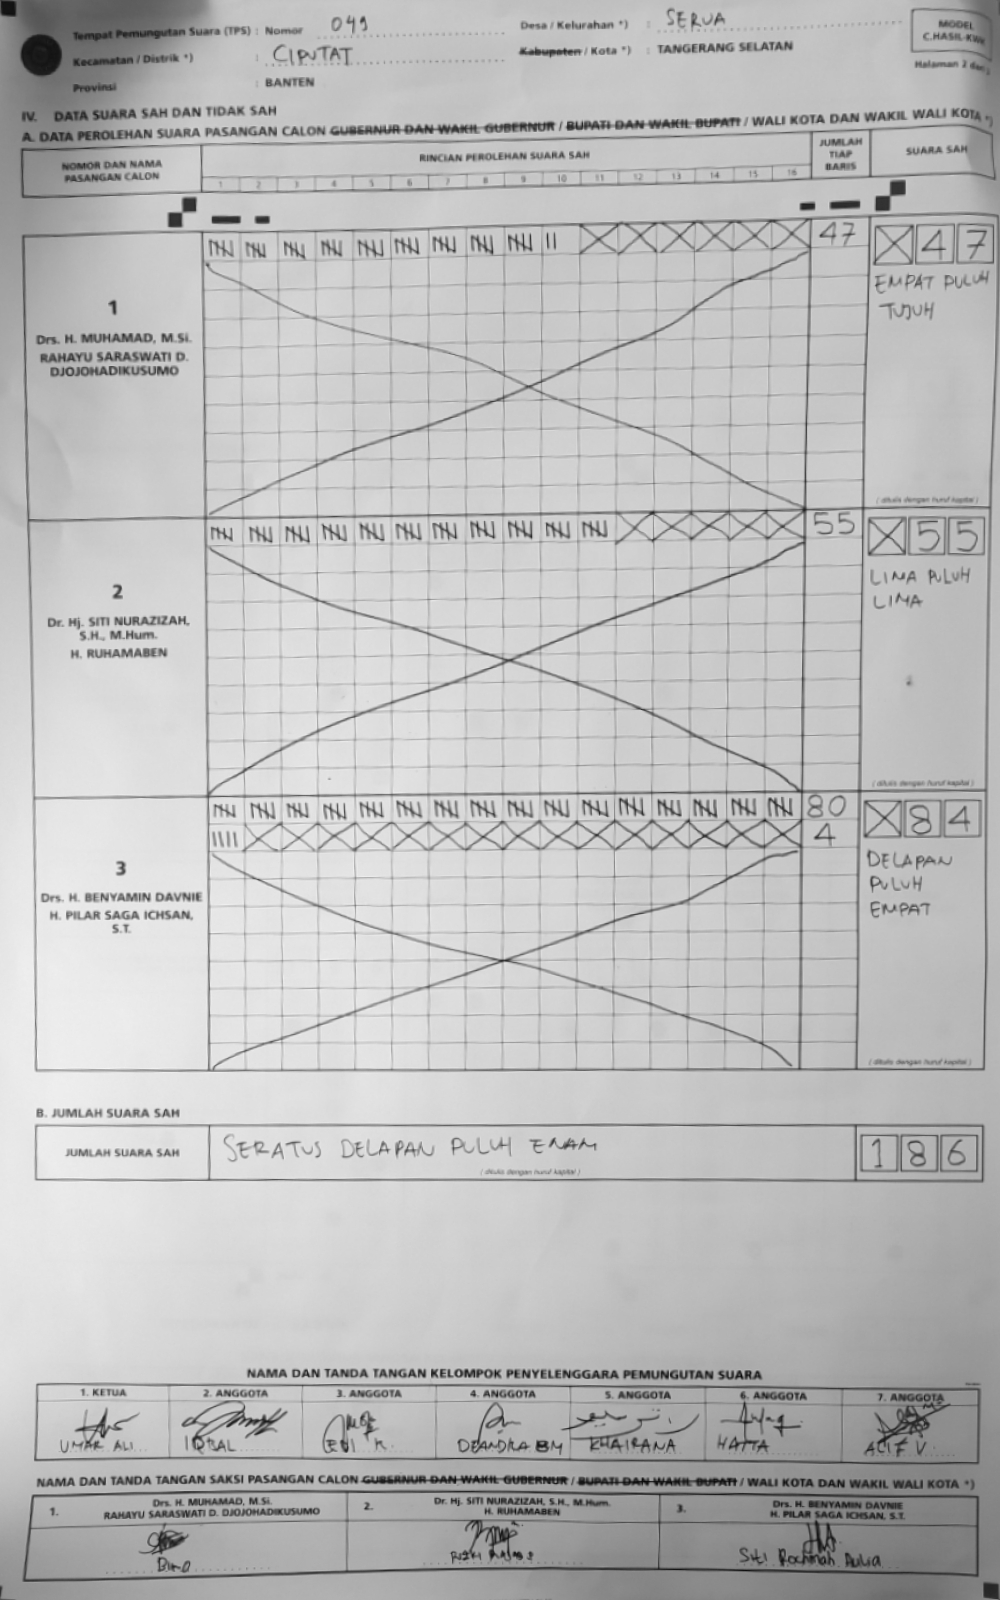 Tempat Pemungutan Suara (TPS) : Nomor 049
Desa / Kelurahan *) : SERUA
Kecamatan / Distrik *) : CIPUTAT
Kabupaten / Kota *) : TANGERANG SELATAN
Provinsi : BANTEN
MODEL
C.HASIL-KWK
Halaman 2 dari
IV. DATA SUARA SAH DAN TIDAK SAH
A. DATA PEROLEHAN SUARA PASANGAN CALON GUBERNUR DAN WAKIL GUBERNUR / BUPATI DAN WAKIL BUPATI / WALI KOTA DAN WAKIL WALI KOTA *)
NOMOR DAN NAMA
PASANGAN CALON
RINCIAN PEROLEHAN SUARA SAH
1 2 3 4 5 6 7 8 9 10 11 12 13 14 15 16
JUMLAH
TIAP
BARIS
SUARA SAH
1
Drs. H. MUHAMAD, M.Si.
RAHAYU SARASWATI D.
DJOJOHADIKUSUMO
47
X 4 7
EMPAT PULUH
TUJUH
( ditulis dengan huruf kapital )
2
Dr. Hj. SITI NURAZIZAH,
S.H., M.Hum.
H. RUHAMABEN
55
X 5 5
LIMA PULUH
LIMA
( ditulis dengan huruf kapital )
3
Drs. H. BENYAMIN DAVNIE
H. PILAR SAGA ICHSAN,
S.T.
80
4
X 8 4
DELAPAN
PULUH
EMPAT
( ditulis dengan huruf kapital )
B. JUMLAH SUARA SAH
JUMLAH SUARA SAH
SERATUS DELAPAN PULUH ENAM
( ditulis dengan huruf kapital )
1 8 6
NAMA DAN TANDA TANGAN KELOMPOK PENYELENGGARA PEMUNGUTAN SUARA
1. KETUA 2. ANGGOTA 3. ANGGOTA 4. ANGGOTA 5. ANGGOTA 6. ANGGOTA 7. ANGGOTA
UMAR ALI IQBAL EDI K. DEANDRA BM KHAIRANA HATTA ALIF V
NAMA DAN TANDA TANGAN SAKSI PASANGAN CALON GUBERNUR DAN WAKIL GUBERNUR / BUPATI DAN WAKIL BUPATI / WALI KOTA DAN WAKIL WALI KOTA *)
1. Drs. H. MUHAMAD, M.Si.
RAHAYU SARASWATI D. DJOJOHADIKUSUMO
2. Dr. Hj. SITI NURAZIZAH, S.H., M.Hum.
H. RUHAMABEN
3. Drs. H. BENYAMIN DAVNIE
H. PILAR SAGA ICHSAN, S.T.
Siti Rochmah Aulia